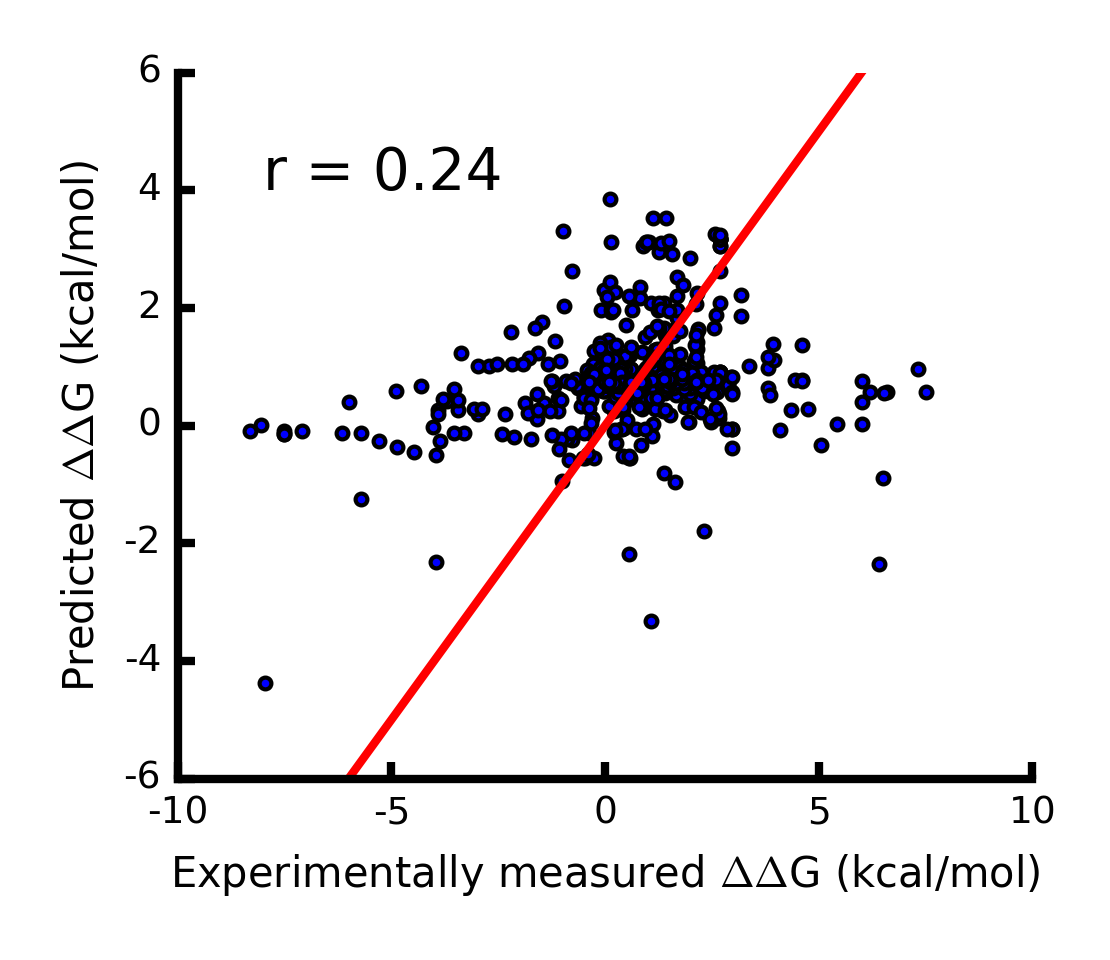 r = 0.24
Predicted ΔΔG (kcal/mol)
6
4
2
0
-2
-4
-6
-10 -5 0 5 10
Experimentally measured ΔΔG (kcal/mol)